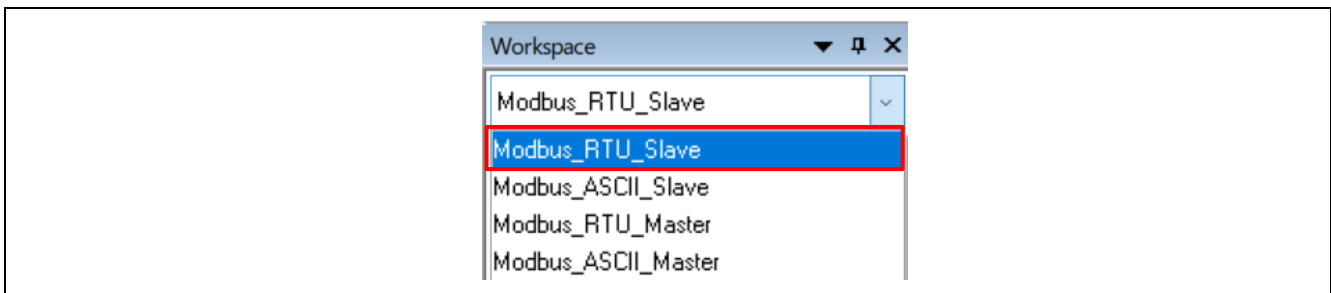 Workspace
Modbus_RTU_Slave
Modbus_RTU_Slave
Modbus_ASCII_Slave
Modbus_RTU_Master
Modbus_ASCII_Master